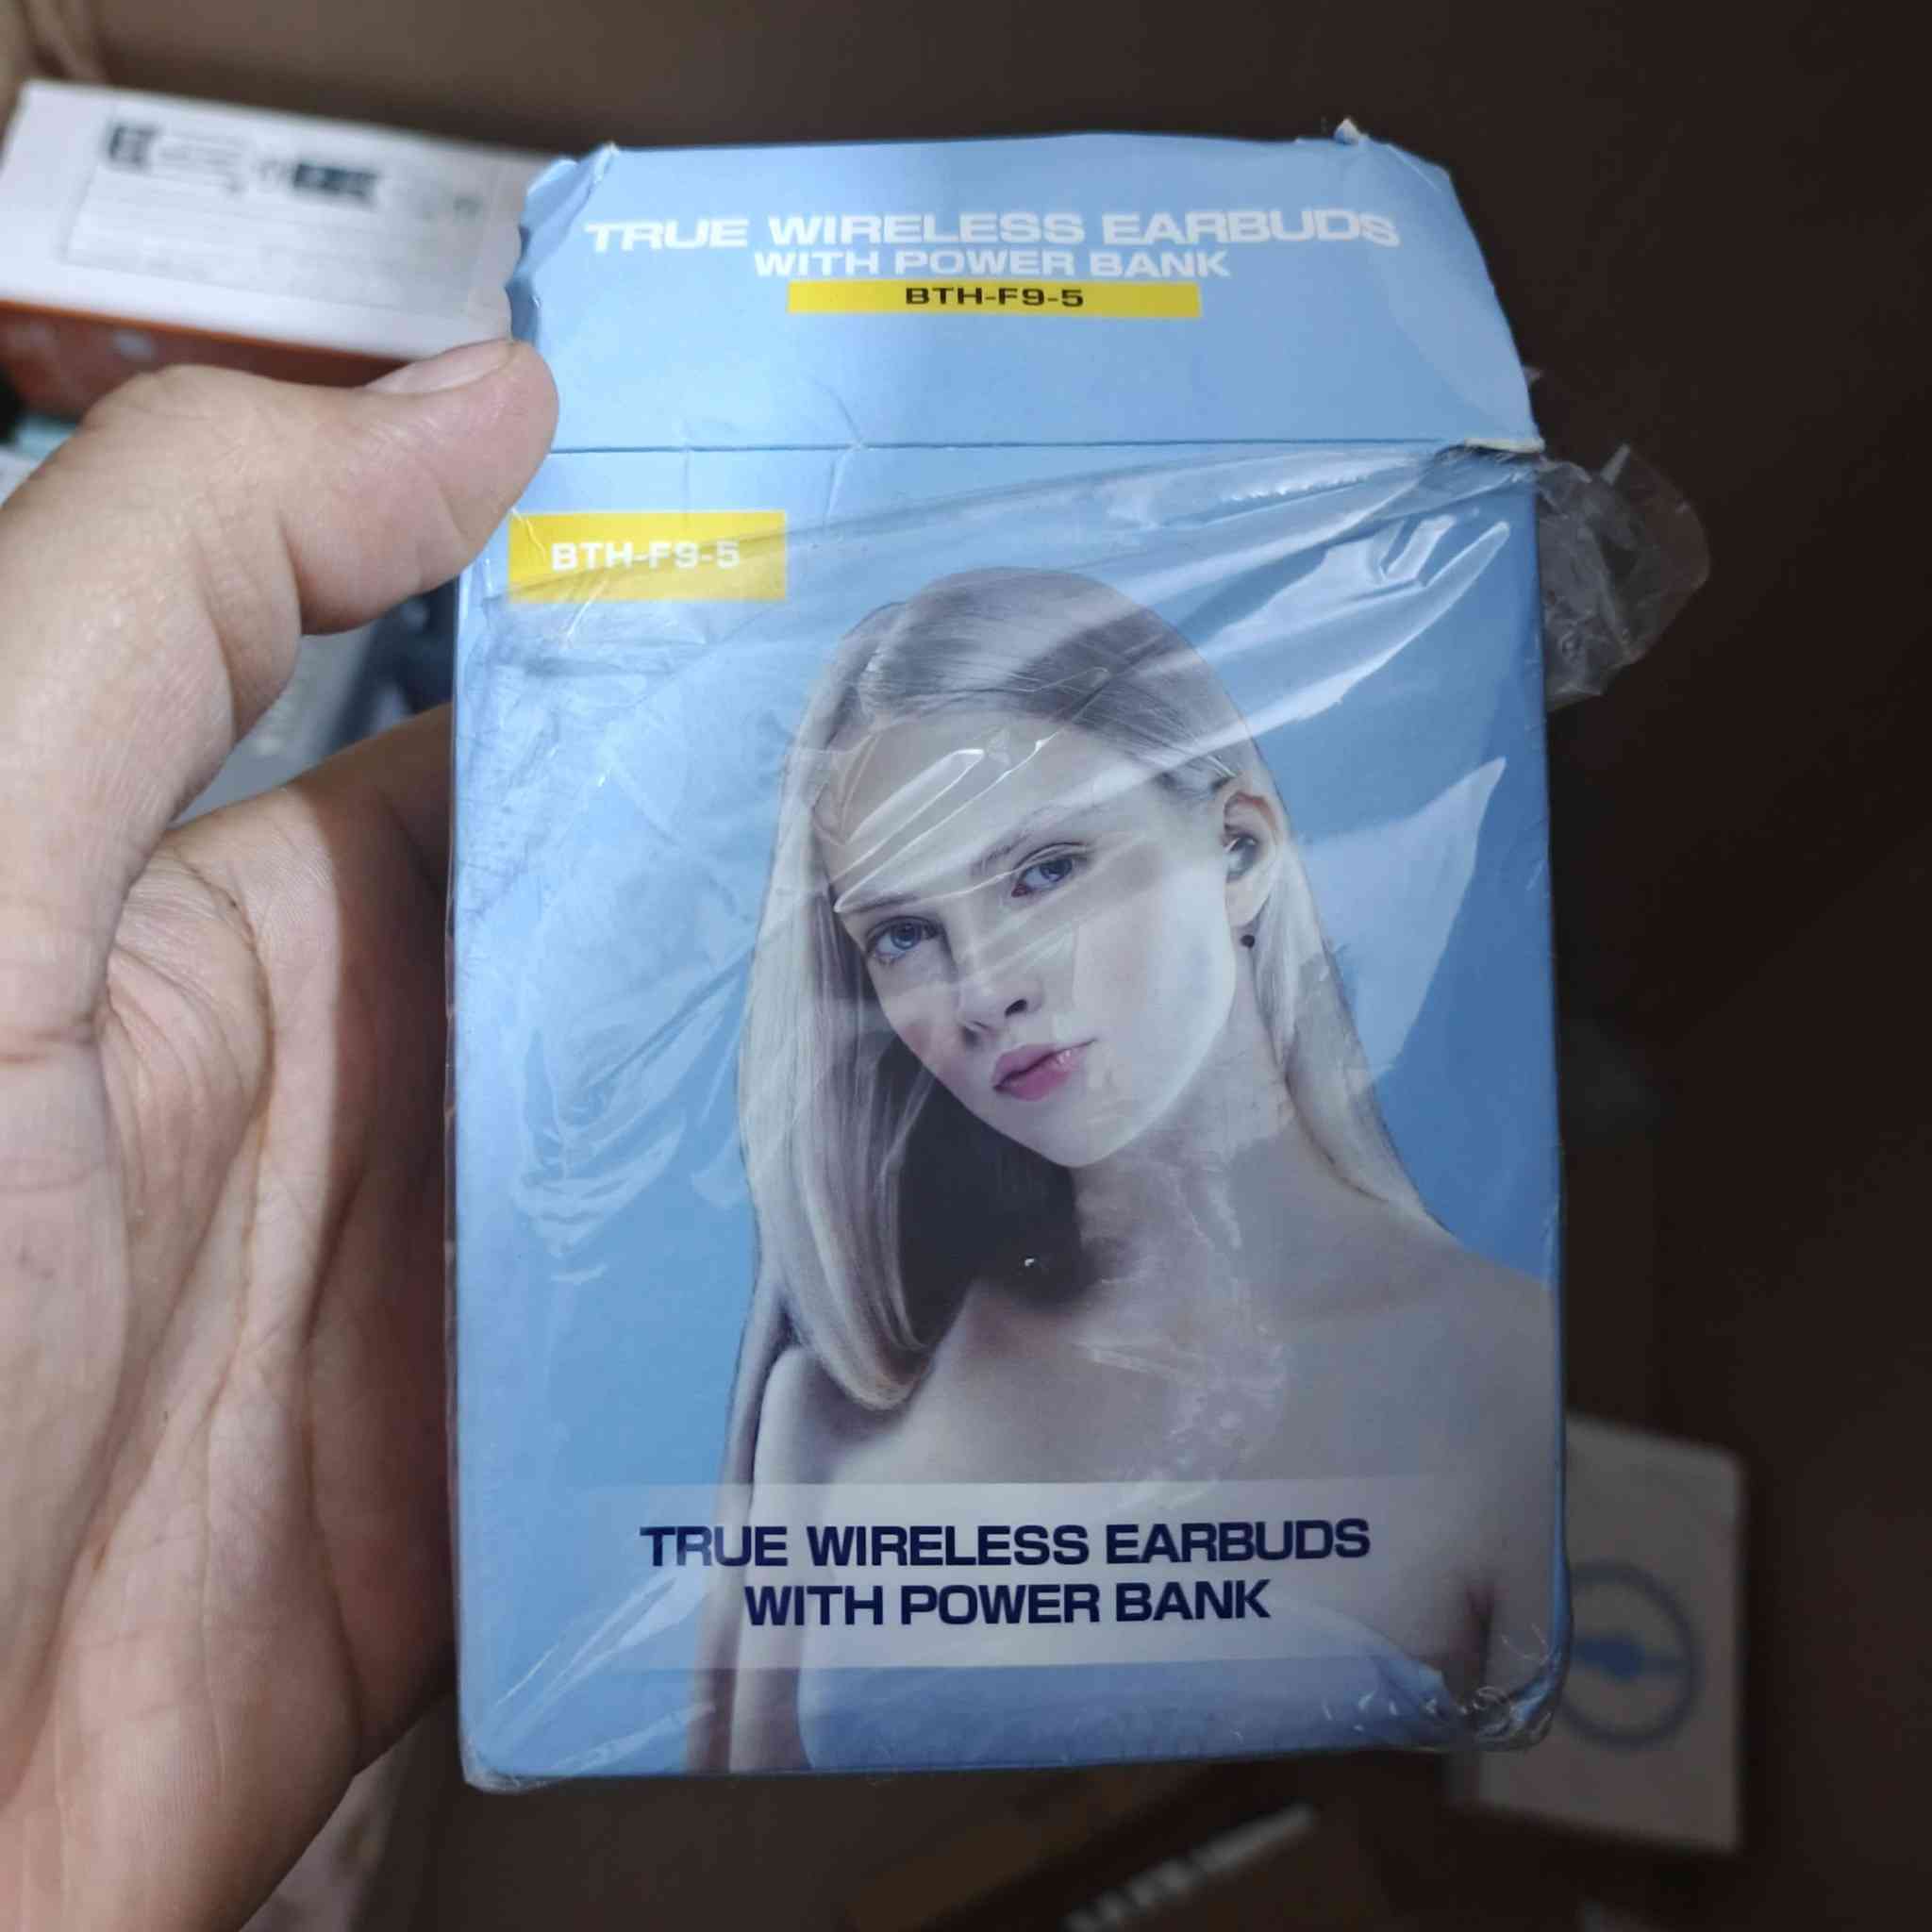 TRUE WIRELESS EARBUDS
WITH POWER BANK
BTH-F9-5
BTH-F9-5
TRUE WIRELESS EARBUDS
WITH POWER BANK